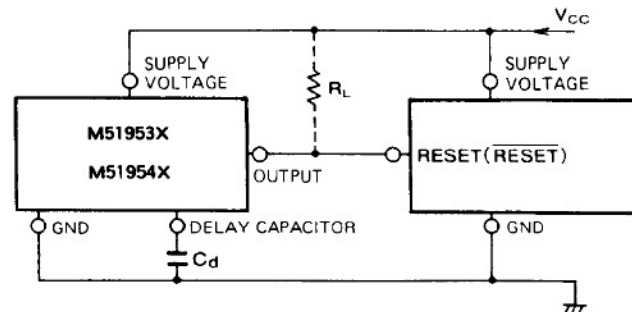 VCC
SUPPLY
VOLTAGE
RL
SUPPLY
VOLTAGE
M51953X
M51954X
OUTPUT
RESET(RESET)
GND
DELAY CAPACITOR
GND
Cd